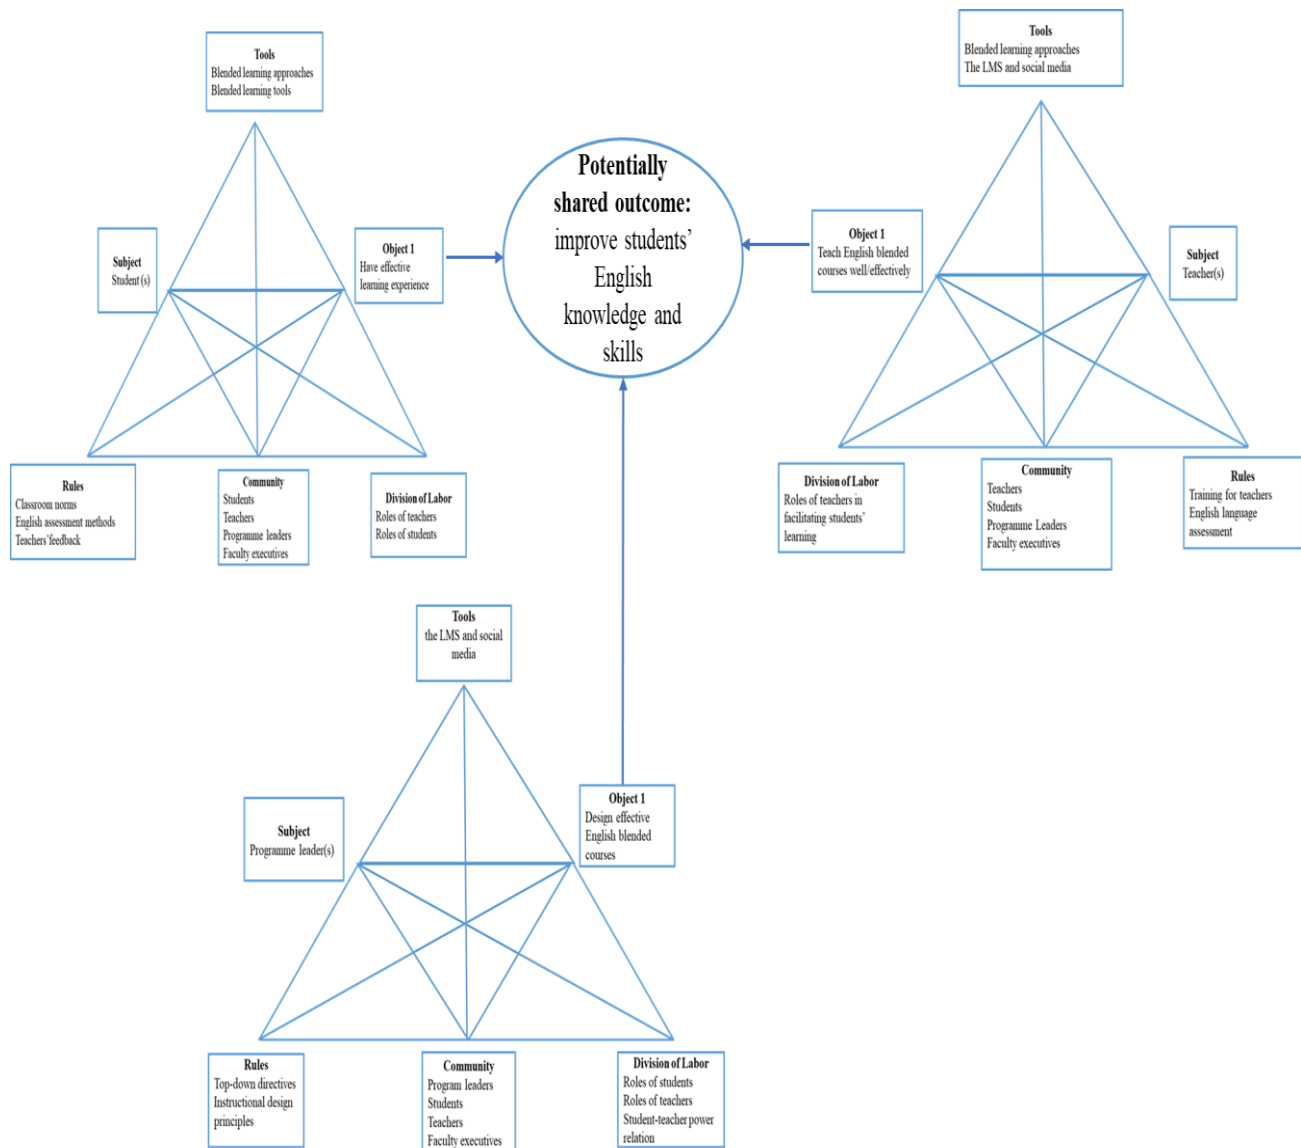 Tools
Blended learning approaches
Blended learning tools
Subject
Student (s)
Object 1
Have effective
learning experience
Rules
Classroom norms
English assessment methods
Teachers'feedback
Community
Students
Teachers
Programme leaders
Faculty executives
Division of Labor
Roles of teachers
Roles of students
Potentially
shared outcome:
improve students'
English
knowledge and
skills
Tools
Blended learning approaches
The LMS and social media
Object 1
Teach English blended
courses well/effectively
Subject
Teacher(s)
Division of Labor
Roles of teachers in
facilitating students'
learning
Community
Teachers
Students
Programme Leaders
Faculty executives
Rules
Training for teachers
English language
assessment
Tools
the LMS and social
media
Subject
Programme leader(s)
Object 1
Design effective
English blended
courses
Rules
Top-down directives
Instructional design
principles
Community
Program leaders
Students
Teachers
Faculty executives
Division of Labor
Roles of students
Roles of teachers
Student-teacher power
relation